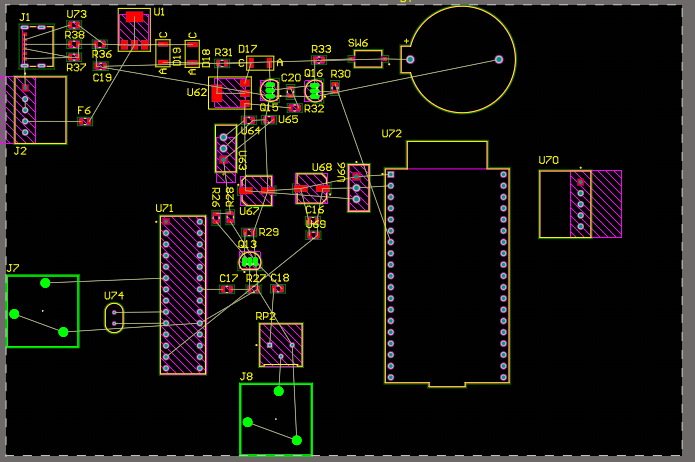 J1
U73
R38
R37
R36
C19
U1
C
D19
A
C
D18
A
R31
D17
C
A
R33
SW6
+
U62
C20
Q16
R30
Q15
R32
F6
J2
U64
U65
U63
U72
U68
U66
U67
U70
R26
R28
C16
U69
U71
R29
Q13
J7
U74
C17
R27
C18
RP2
J8